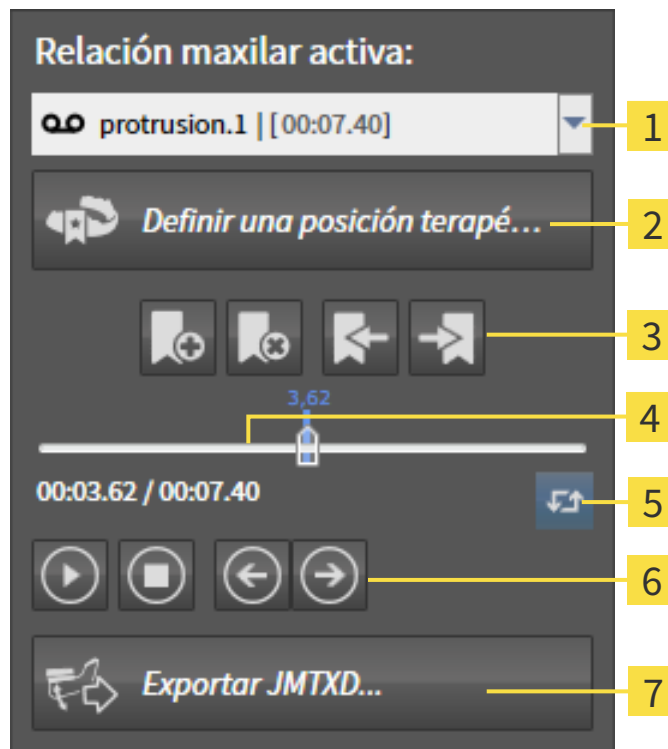 Relación maxilar activa:
protrusion.1 | [ 00:07.40]
1
Definir una posición terapé...
2
3
3,62
4
00:03.62 / 00:07.40
5
6
Exportar JMTXD...
7